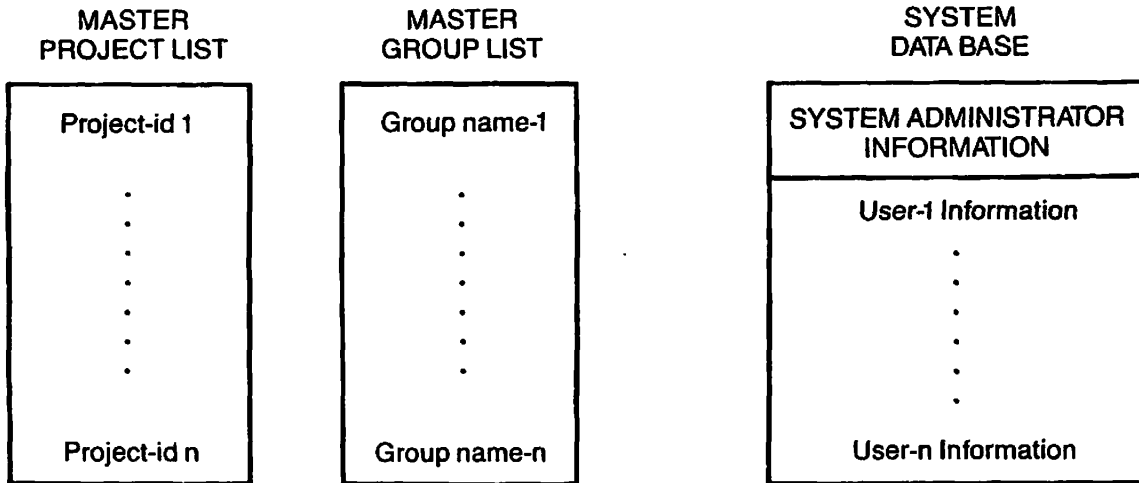 MASTER
PROJECT LIST
Project-id 1
Project-id n
MASTER
GROUP LIST
Group name-1
Group name-n
SYSTEM
DATA BASE
SYSTEM ADMINISTRATOR
INFORMATION
User-1 Information
User-n Information